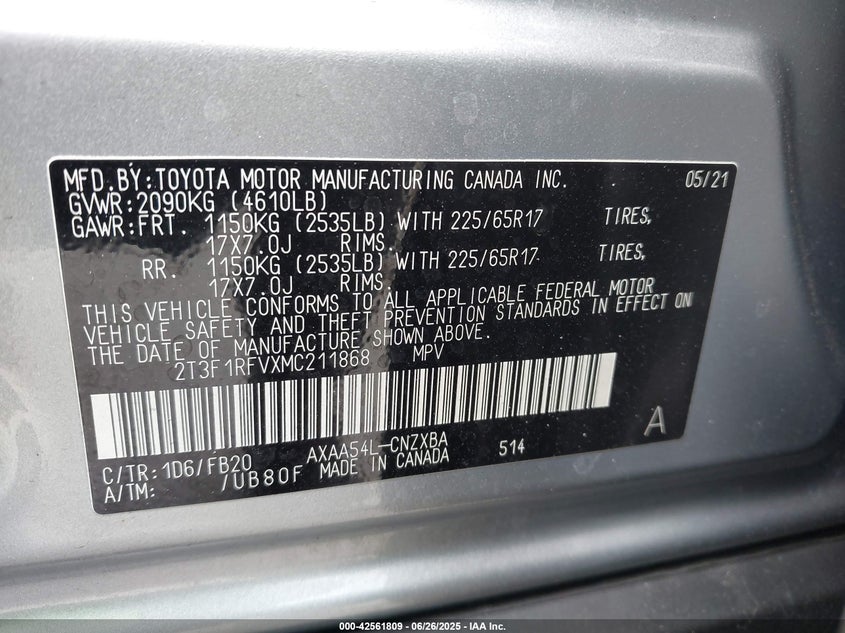 MFD.BY:TOYOTA MOTOR MANUFACTURING CANADA INC. 05/21
GVWR:2090KG (4610LB)
GAWR:FRT. 1150KG (2535LB) WITH 225/65R17 TIRES,
17X7.0J RIMS.
RR. 1150KG (2535LB) WITH 225/65R17 TIRES,
17X7.0J RIMS.
THIS VEHICLE CONFORMS TO ALL APPLICABLE FEDERAL MOTOR
VEHICLE SAFETY AND THEFT PREVENTION STANDARDS IN EFFECT ON
THE DATE OF MANUFACTURE SHOWN ABOVE.
2T3F1RFVXMC211868 MPV
A
C/TR:1D6/FB20 AXAA54L-CNZXBA 514
A/TM: /UB80F MADE IN CANADA
000-42561809 - 06/26/2025 - IAA Inc.